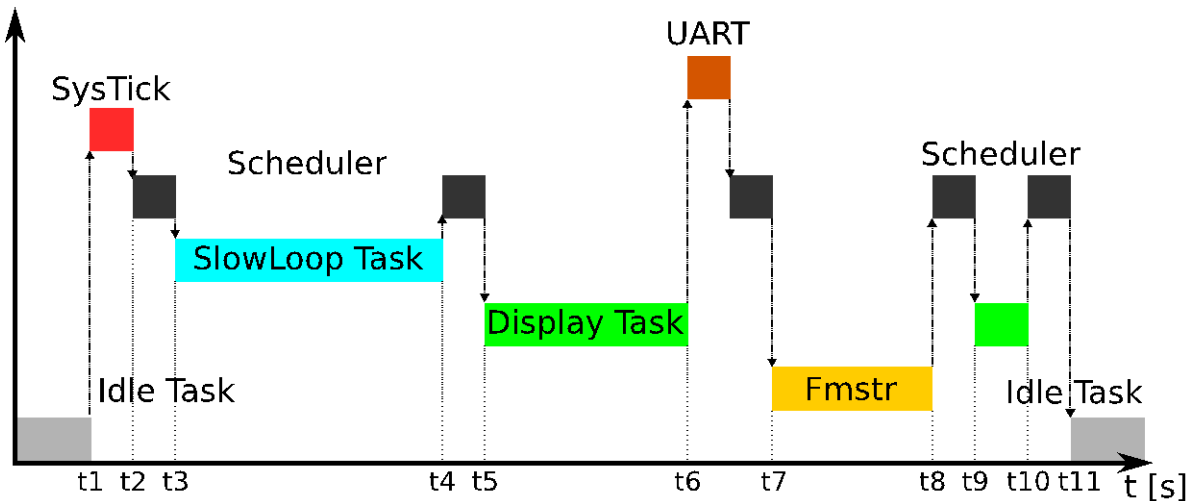 UART
SysTick
Scheduler
Scheduler
SlowLoop Task
Display Task
Idle Task
Fmstr
Idle Task
t1 t2 t3 t4 t5 t6 t7 t8 t9 t10 t11 t [s]